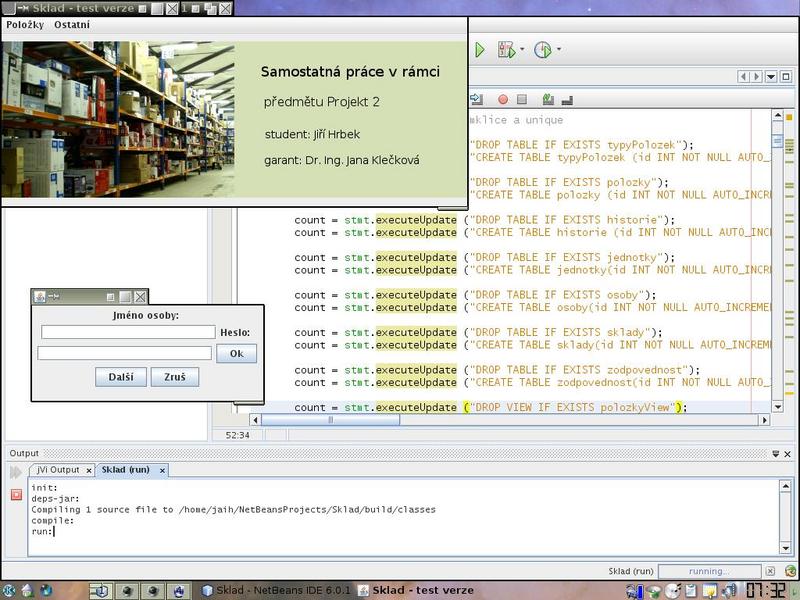 Sklad - test verze
1
Položky Ostatní
Samostatná práce v rámci
předmětu Projekt 2
student: Jiří Hrbek
garant: Dr. Ing. Jana Klečková
mklice a unique
"DROP TABLE IF EXISTS typyPolozek");
"CREATE TABLE typyPolozek (id INT NOT NULL AUTO_
"DROP TABLE IF EXISTS polozky");
"CREATE TABLE polozky (id INT NOT NULL AUTO_INCR
count = stmt.executeUpdate ("DROP TABLE IF EXISTS historie");
count = stmt.executeUpdate ("CREATE TABLE historie (id INT NOT NULL AUTO_INC
count = stmt.executeUpdate ("DROP TABLE IF EXISTS jednotky");
count = stmt.executeUpdate ("CREATE TABLE jednotky(id INT NOT NULL AUTO_INCR
count = stmt.executeUpdate ("DROP TABLE IF EXISTS osoby");
count = stmt.executeUpdate ("CREATE TABLE osoby(id INT NOT NULL AUTO_INCREME
count = stmt.executeUpdate ("DROP TABLE IF EXISTS sklady");
count = stmt.executeUpdate ("CREATE TABLE sklady(id INT NOT NULL AUTO_INCREM
count = stmt.executeUpdate ("DROP TABLE IF EXISTS zodpovednost");
count = stmt.executeUpdate ("CREATE TABLE zodpovednost(id INT NOT NULL AUTO_
count = stmt.executeUpdate ("DROP VIEW IF EXISTS polozkyView");
52:34
Jméno osoby:
Heslo:
Ok
Další Zruš
Output
jVi Output Sklad (run)
init:
deps-jar:
Compiling 1 source file to /home/jaih/NetBeansProjects/Sklad/build/classes
compile:
run:
Sklad (run) running...
Sklad - NetBeans IDE 6.0.1 Sklad - test verze 07:32